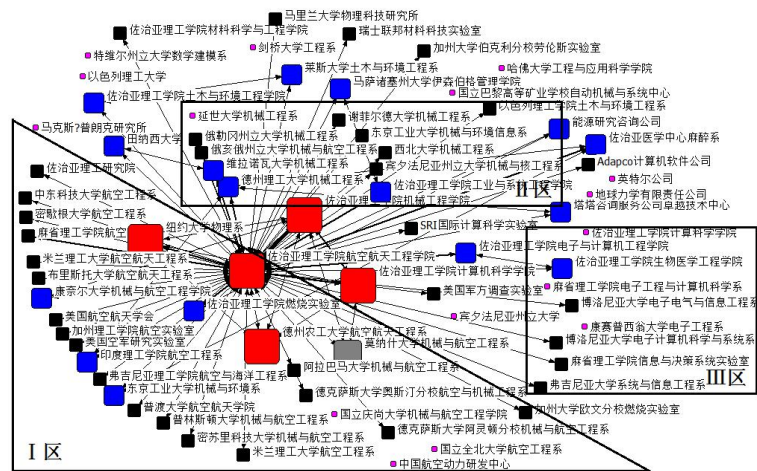 马里兰大学物理科技研究所
佐治亚理工学院材料科学与工程学院
瑞士联邦材料科技实验室
剑桥大学工程系
加州大学伯克利分校劳伦斯实验室
特维尔州立大学数学建模系
莱斯大学土木与环境工程系
哈佛大学工程与应用科学学院
以色列理工大学
马萨诸塞州大学伊森伯格管理学院
佐治亚理工学院土木与环境工程学院
国立巴黎高等矿业学校自动机械与系统中心
以色列理工学院土木与环境工程系
延世大学机械工程系
谢菲尔德大学机械工程系
能源研究咨询公司
马克斯?普朗克研究所
俄勒冈州立大学机械工程系
东京工业大学机械与环境信息系
田纳西大学
佐治亚医学中心麻醉系
俄亥俄州立大学机械与航空工程系
西北大学机械工程系
维拉诺瓦大学机械工程系
宾夕法尼亚州立大学机械与核工程系
Adapco计算机软件公司
佐治亚理工研究院
英特尔公司
德州理工大学机械工程系
佐治亚理工学院工业与系统工程学院
II区
地球力学有限责任公司
中东科技大学航空工程系
佐治亚理工学院机械工程学院
塔塔咨询服务公司卓越技术中心
密歇根大学航空工程系
纽约大学物理系
SRI国际计算科学实验室
佐治亚理工学院计算科学学院
麻省理工学院航空
佐治亚理工学院电子与计算机工程学院
米兰理工大学航空航天工程系
佐治亚理工学院航空航天工程学院
佐治亚理工学院生物医学工程学院
布里斯托大学航空航天工程系
佐治亚理工学院计算机科学学院
麻省理工学院电子工程与计算机科学系
康奈尔大学机械与航空工程系
美国军方调查实验室
佐治亚理工学院燃烧实验室
博洛尼亚大学电子电气与信息工程系
美国航空航天学会
宾夕法尼亚州立大学
康赛普西翁大学电子工程系
加州理工学院航空实验室
德州农工大学航空航天工程系
美国空军研究实验室
博洛尼亚大学电子计算机科学与系统系
印度理工学院航空工程系
莫纳什大学机械与航空工程系
麻省理工学院信息与决策系统实验室
弗吉尼亚理工学院航空与海洋工程系
阿拉巴马大学机械与航空工程系
III区
东京工业大学机械与环境系
弗吉尼亚大学系统与信息工程系
普渡大学航空航天学院
德克萨斯大学奥斯汀分校航空与机械工程系
国立庆尚大学机械与航空工程学院
加州大学欧文分校燃烧实验室
普林斯顿大学机械与航空工程系
德克萨斯大学阿灵顿分校机械与航空工程系
密苏里科技大学机械与航空工程系
I区
国立全北大学航空工程系
米兰理工大学航空工程系
中国航空动力研发中心